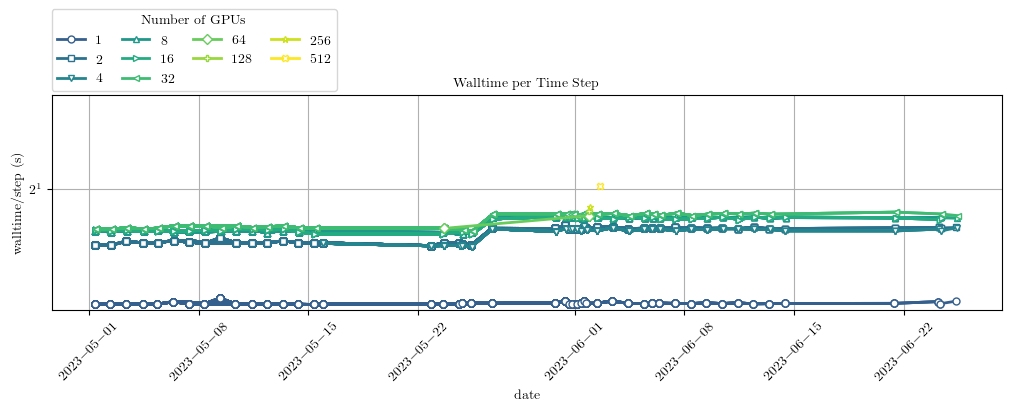 Number of GPUs
1 8 64 256
2 16 128 512
4 32
Walltime per Time Step
walltime/step (s)
2^1
2023−05−01 2023−05−08 2023−05−15 2023−05−22 2023−06−01 2023−06−08 2023−06−15 2023−06−22
date